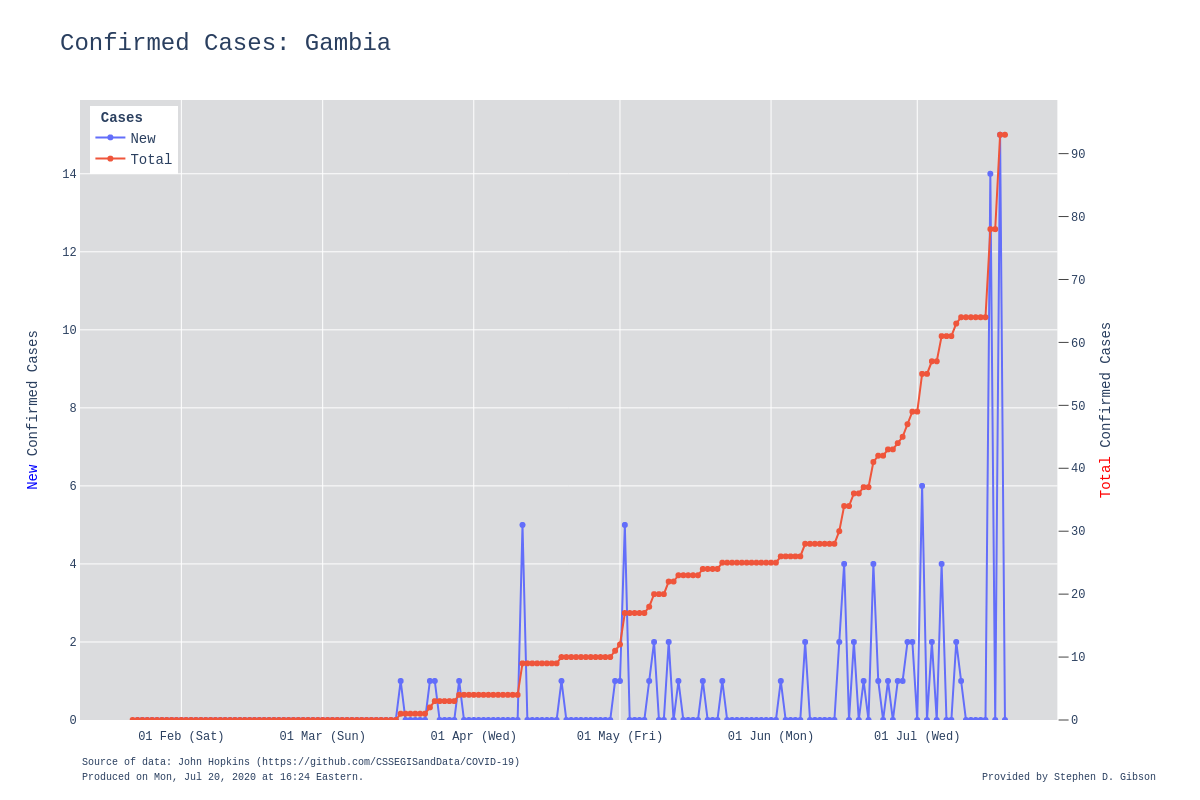 Confirmed Cases: Gambia
Cases
New
Total
14
12
10
8
6
4
2
0
90
80
70
60
50
40
30
20
10
0
New Confirmed Cases
Total Confirmed Cases
01 Feb (Sat)
01 Mar (Sun)
01 Apr (Wed)
01 May (Fri)
01 Jun (Mon)
01 Jul (Wed)
Source of data: John Hopkins (https://github.com/CSSEGISandData/COVID-19)
Produced on Mon, Jul 20, 2020 at 16:24 Eastern.
Provided by Stephen D. Gibson